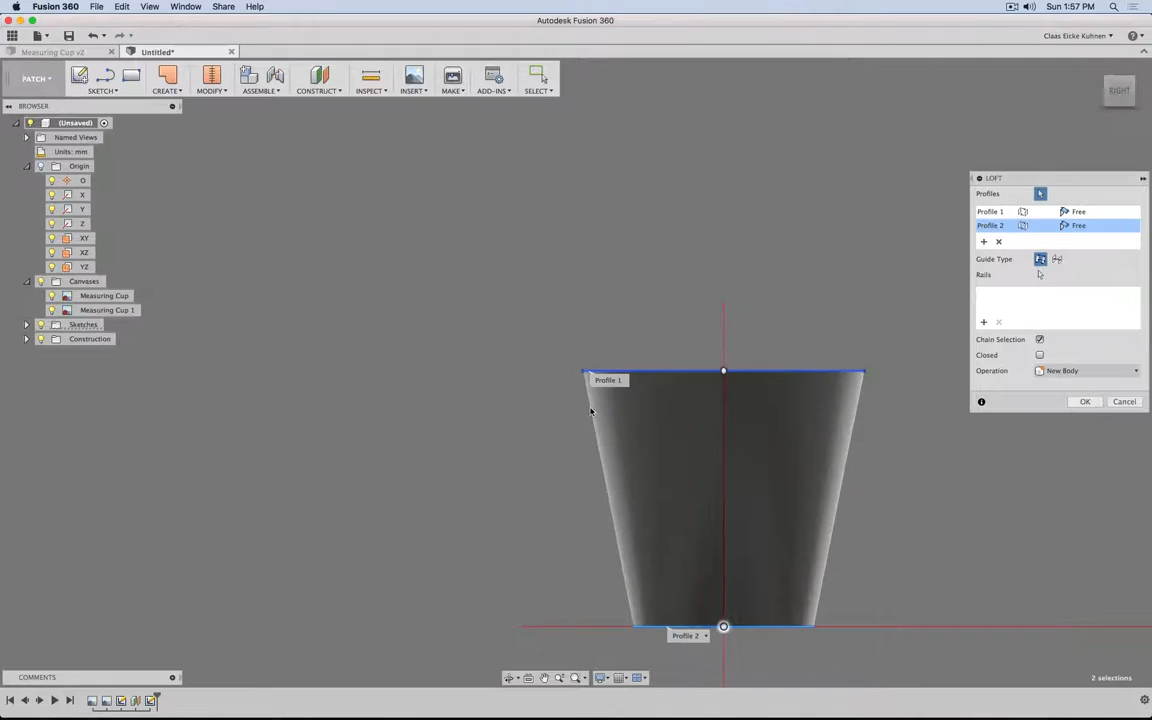 Fusion 360 File Edit View Window Share Help Sun 1:57 PM
Autodesk Fusion 360
Claas Eicke Kuhnen
Measuring Cup v2 Untitled*
PATCH SKETCH CREATE MODIFY ASSEMBLE CONSTRUCT INSPECT INSERT MAKE ADD-INS SELECT
RIGHT
BROWSER
(Unsaved)
Named Views
Units: mm
Origin
O
X
Y
Z
XY
XZ
YZ
Canvases
Measuring Cup
Measuring Cup 1
Sketches
Construction
LOFT
Profiles
Profile 1 Free
Profile 2 Free
Guide Type
Rails
Chain Selection
Closed
Operation New Body
OK Cancel
Profile 1
Profile 2
COMMENTS
2 selections